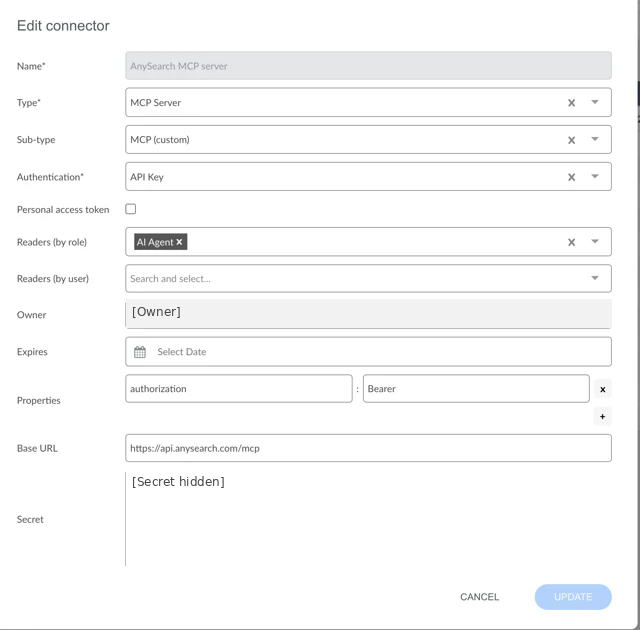 Edit connector
Name* AnySearch MCP server
Type* MCP Server x
Sub-type MCP (custom) x
Authentication* API Key x
Personal access token
Readers (by role) AI Agent x x
Readers (by user) Search and select...
Owner [Owner]
Expires Select Date
Properties authorization : Bearer x
+
Base URL https://api.anysearch.com/mcp
Secret [Secret hidden]
CANCEL UPDATE